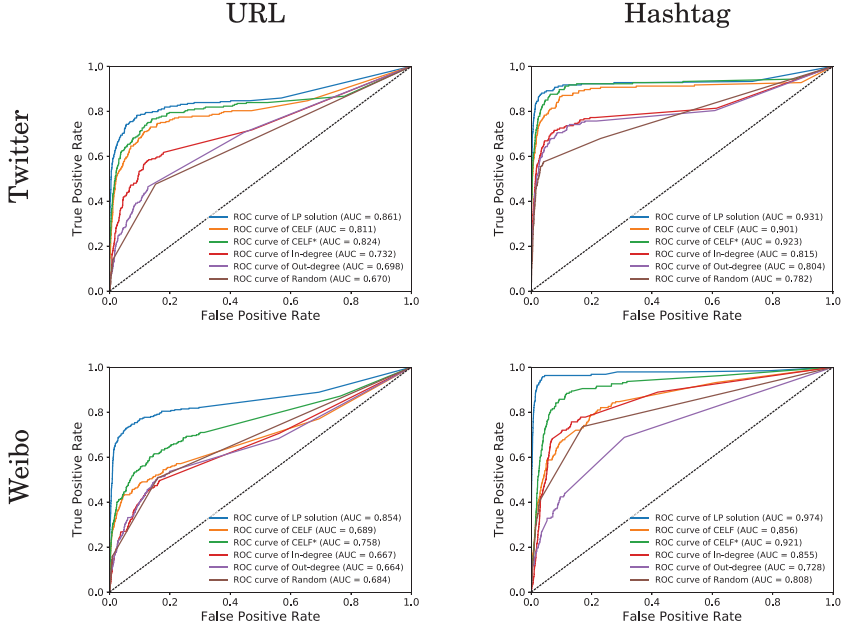 URL
Hashtag
Twitter
1.0
0.8
0.6
0.4
0.2
0.0
0.0 0.2 0.4 0.6 0.8 1.0
True Positive Rate
False Positive Rate
ROC curve of LP solution (AUC = 0.861)
ROC curve of CELF (AUC = 0.811)
ROC curve of CELF* (AUC = 0.824)
ROC curve of In-degree (AUC = 0.732)
ROC curve of Out-degree (AUC = 0.698)
ROC curve of Random (AUC = 0.670)
1.0
0.8
0.6
0.4
0.2
0.0
0.0 0.2 0.4 0.6 0.8 1.0
True Positive Rate
False Positive Rate
ROC curve of LP solution (AUC = 0.931)
ROC curve of CELF (AUC = 0.901)
ROC curve of CELF* (AUC = 0.923)
ROC curve of In-degree (AUC = 0.815)
ROC curve of Out-degree (AUC = 0.804)
ROC curve of Random (AUC = 0.782)
Weibo
1.0
0.8
0.6
0.4
0.2
0.0
0.0 0.2 0.4 0.6 0.8 1.0
True Positive Rate
False Positive Rate
ROC curve of LP solution (AUC = 0.854)
ROC curve of CELF (AUC = 0.689)
ROC curve of CELF* (AUC = 0.758)
ROC curve of In-degree (AUC = 0.667)
ROC curve of Out-degree (AUC = 0.664)
ROC curve of Random (AUC = 0.684)
1.0
0.8
0.6
0.4
0.2
0.0
0.0 0.2 0.4 0.6 0.8 1.0
True Positive Rate
False Positive Rate
ROC curve of LP solution (AUC = 0.974)
ROC curve of CELF (AUC = 0.856)
ROC curve of CELF* (AUC = 0.921)
ROC curve of In-degree (AUC = 0.855)
ROC curve of Out-degree (AUC = 0.728)
ROC curve of Random (AUC = 0.808)